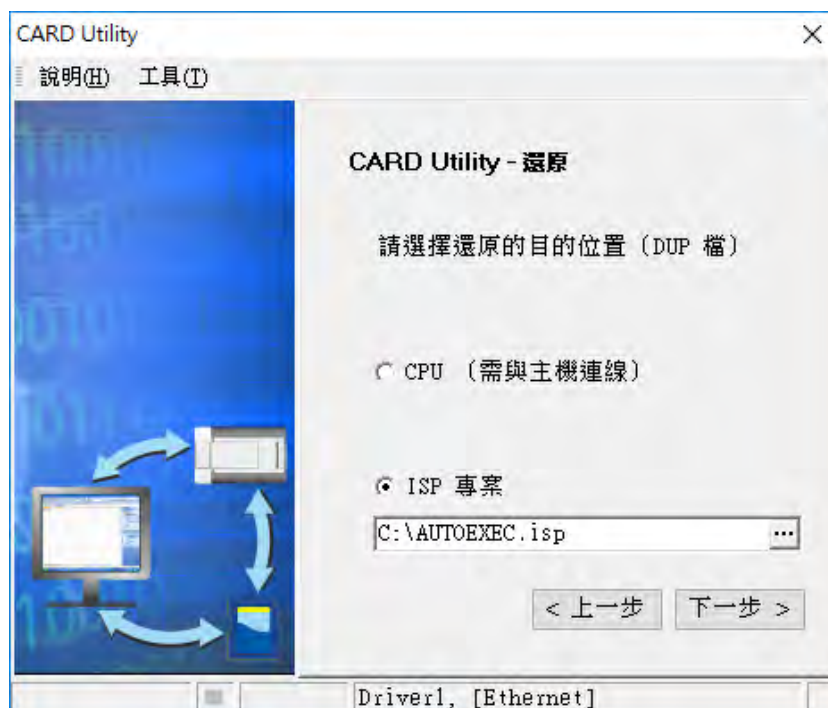 CARD Utility
說明(H) 工具(T)
CARD Utility - 還原
請選擇還原的目的位置（DUP 檔）
CPU （需與主機連線）
ISP 專案
C:\AUTOEXEC.isp ...
< 上一步 下一步 >
Driver1, [Ethernet]